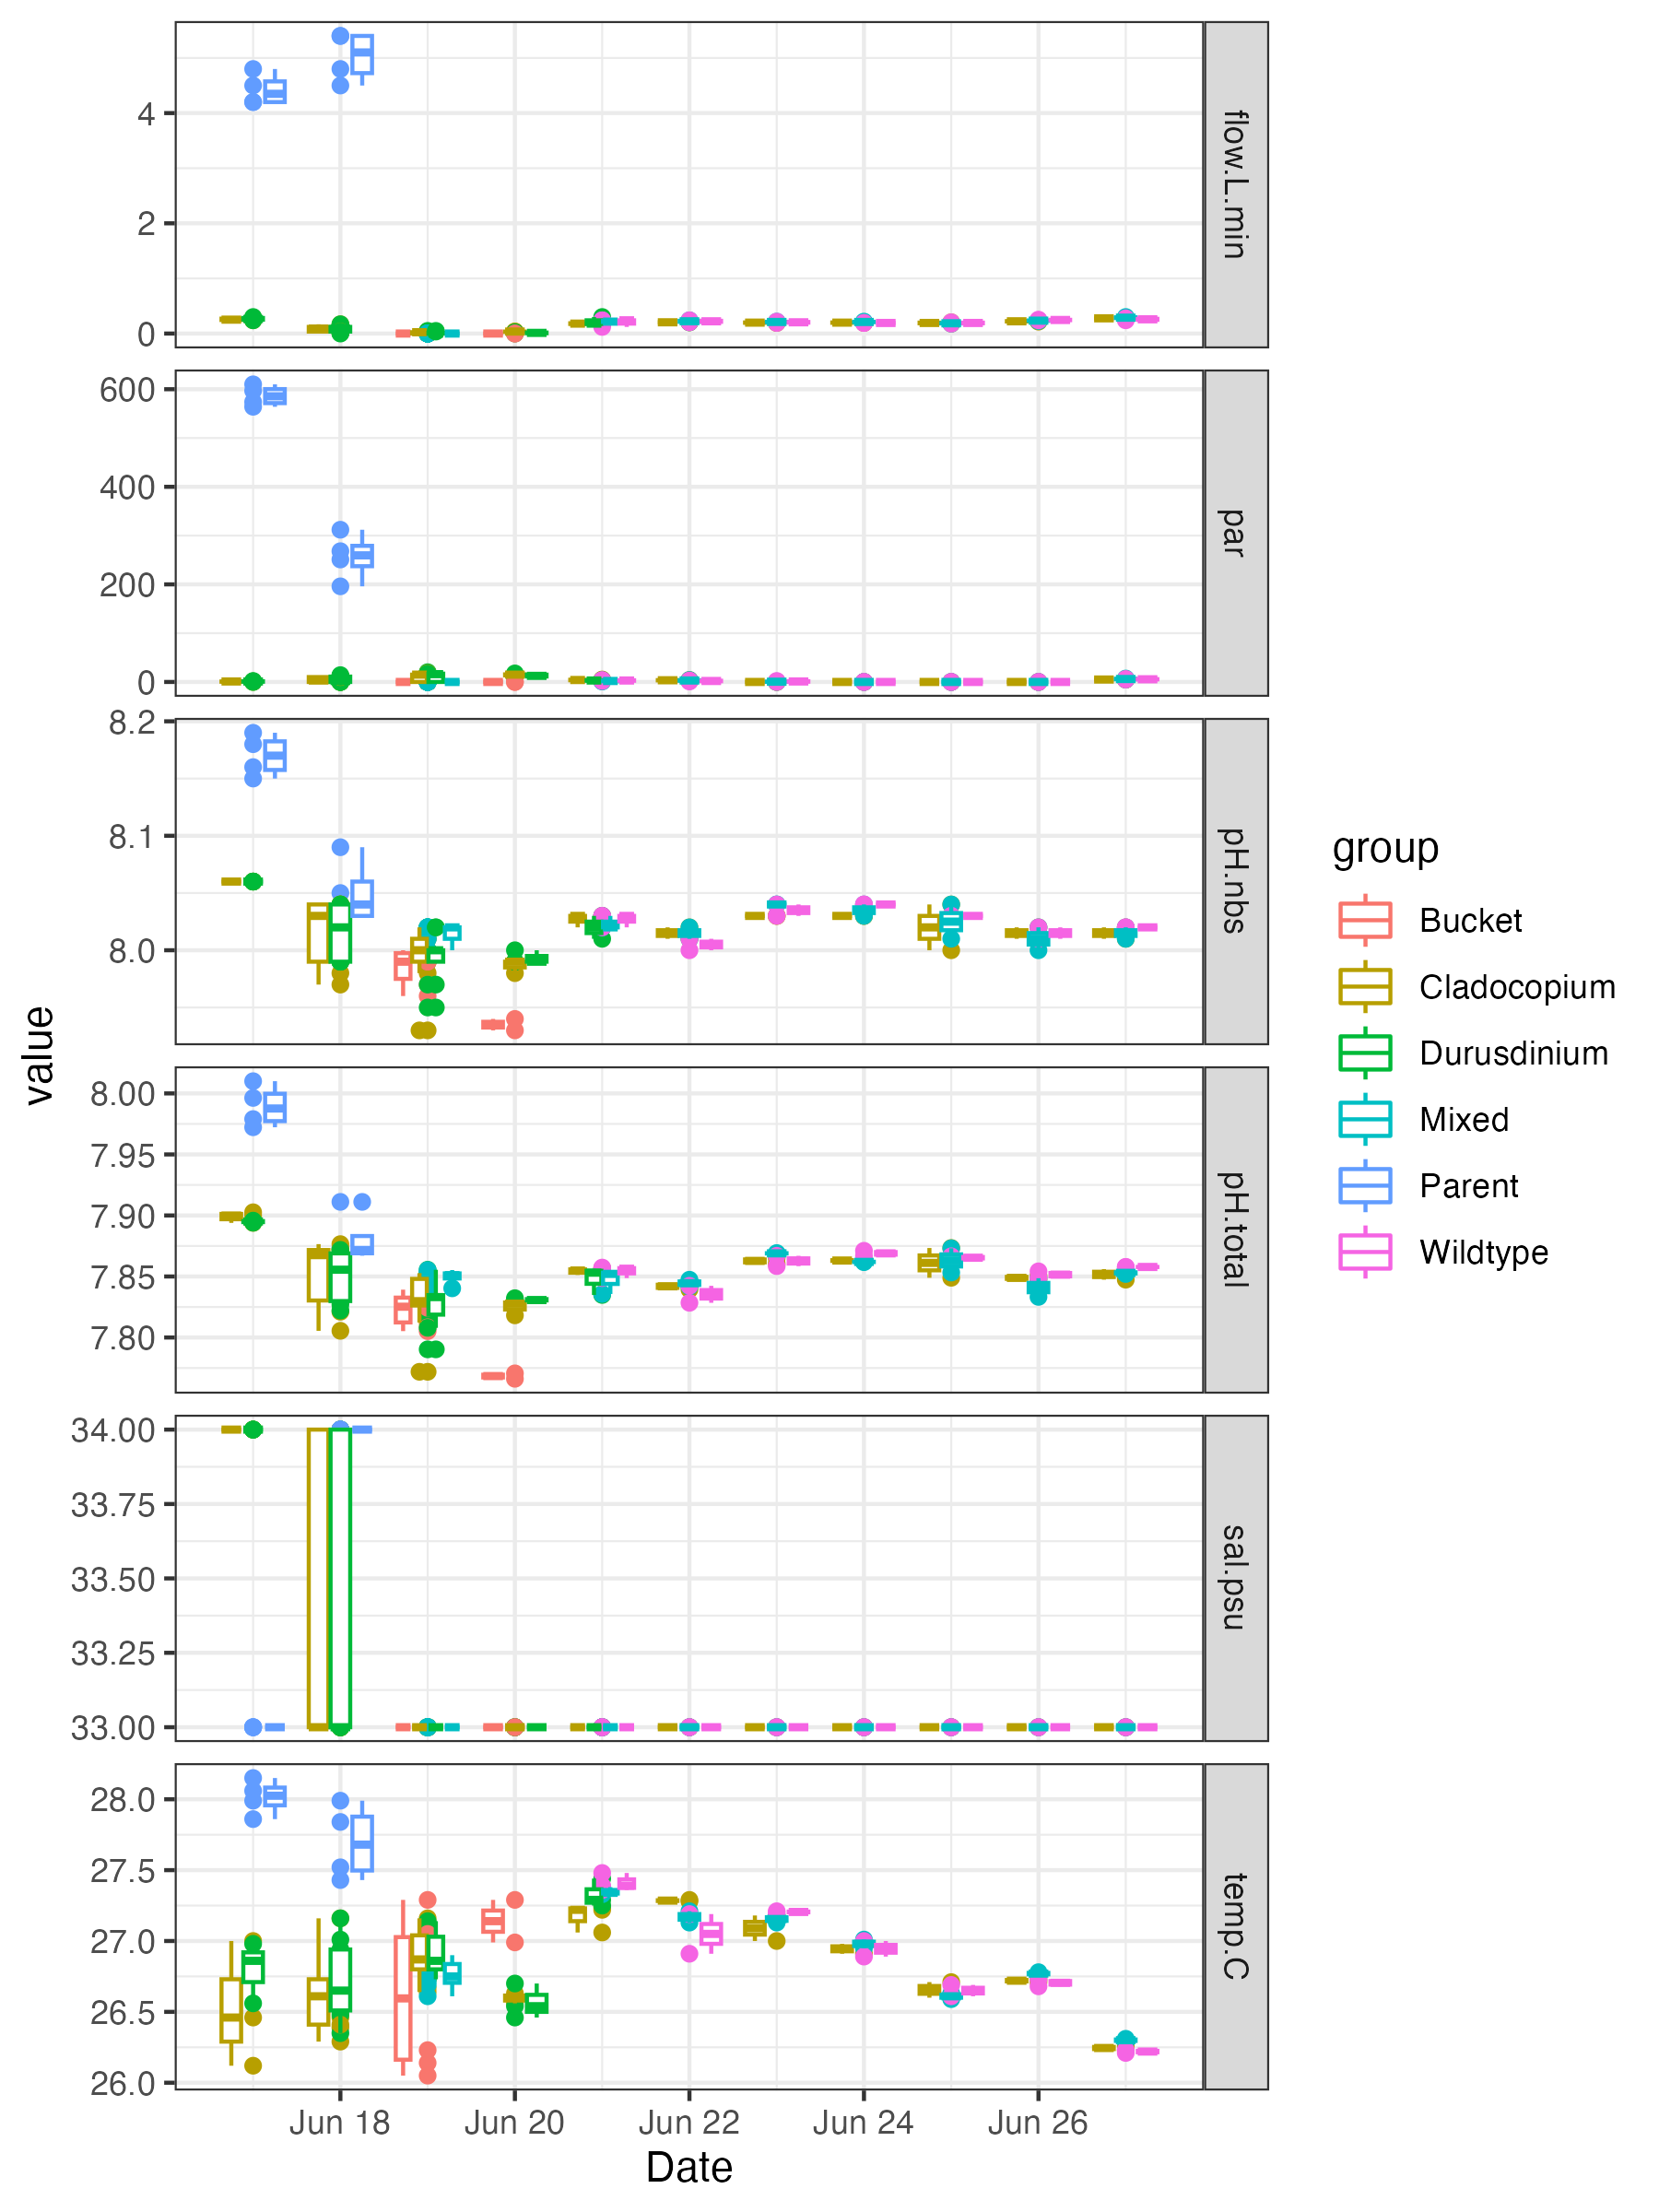 value
4
2
0
flow.L.min
600
400
200
0
par
8.2
8.1
8.0
pH.nbs
8.00
7.95
7.90
7.85
7.80
pH.total
34.00
33.75
33.50
33.25
33.00
sal.psu
28.0
27.5
27.0
26.5
26.0
temp.C
Jun 18 Jun 20 Jun 22 Jun 24 Jun 26
Date
group
Bucket
Cladocopium
Durusdinium
Mixed
Parent
Wildtype